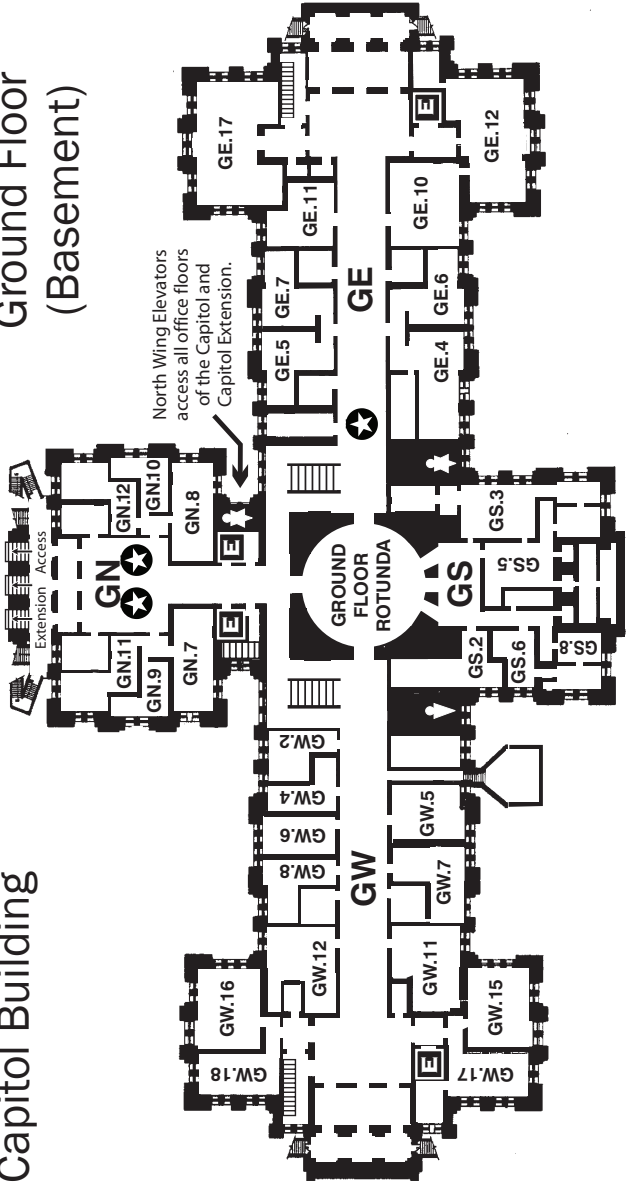 Capitol Building
Ground Floor
(Basement)
North Wing Elevators
access all office floors
of the Capitol and
Capitol Extension.
Extension Access
GN
GN.12
GN.10
GN.8
GN.11
GN.9
GN.7
E
E
GROUND
FLOOR
ROTUNDA
GW
GW.2
GW.4
GW.6
GW.8
GW.12
GW.16
GW.18
GW.5
GW.7
GW.11
GW.15
GW.17
E
GE
GE.5
GE.7
GE.11
GE.17
GE.4
GE.6
GE.10
GE.12
E
GS
GS.2
GS.6
GS.8
GS.5
GS.3